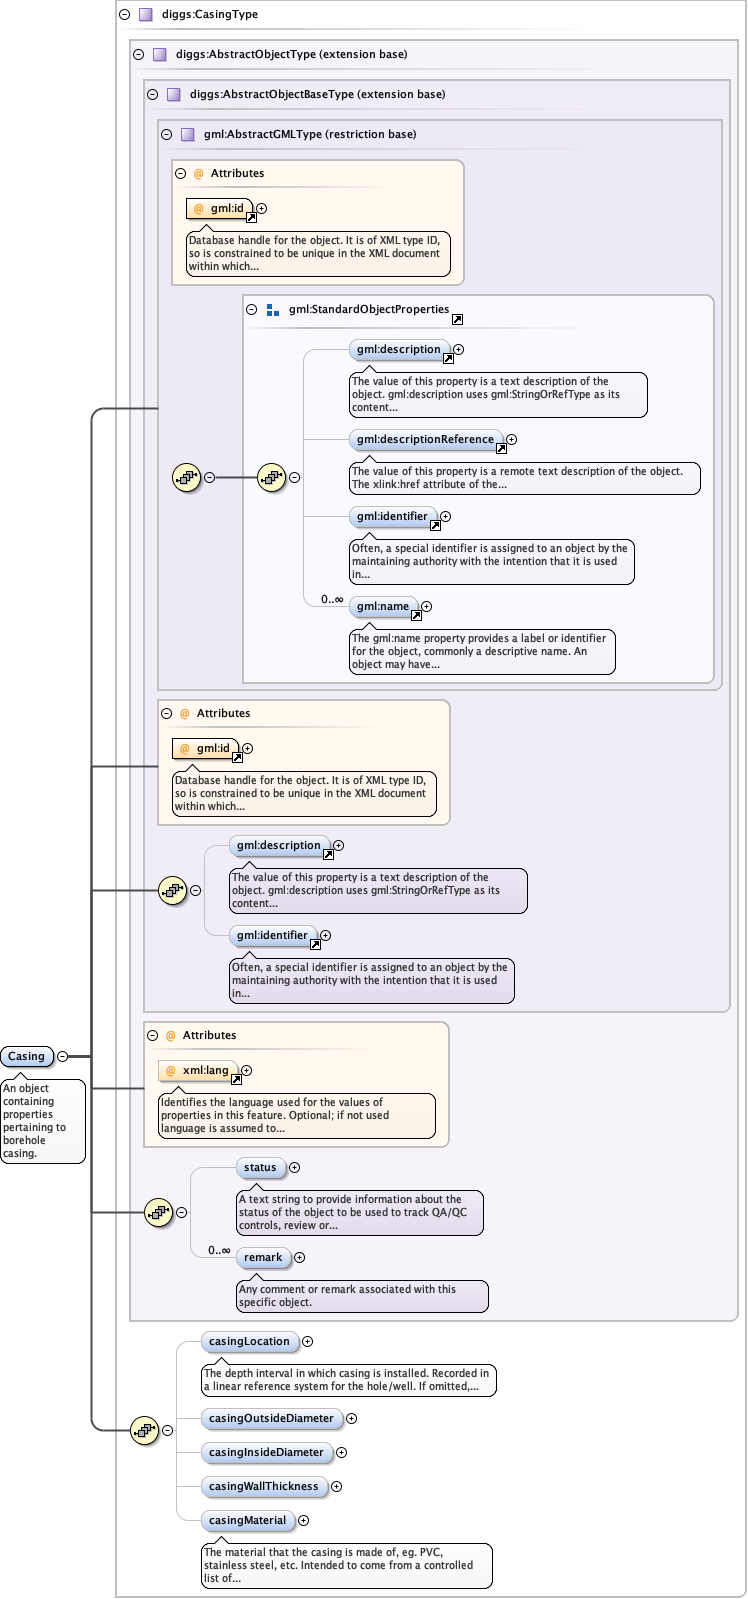 diggs:CasingType
diggs:AbstractObjectType (extension base)
diggs:AbstractObjectBaseType (extension base)
gml:AbstractGMLType (restriction base)
@ Attributes
@ gml:id
Database handle for the object. It is of XML type ID,
so is constrained to be unique in the XML document
within which...
gml:StandardObjectProperties
gml:description
The value of this property is a text description of the
object. gml:description uses gml:StringOrRefType as its
content...
gml:descriptionReference
The value of this property is a remote text description of the object.
The xlink:href attribute of the...
gml:identifier
Often, a special identifier is assigned to an object by the
maintaining authority with the intention that it is used
in...
0..∞
gml:name
The gml:name property provides a label or identifier
for the object, commonly a descriptive name. An
object may have...
@ Attributes
@ gml:id
Database handle for the object. It is of XML type ID,
so is constrained to be unique in the XML document
within which...
gml:description
The value of this property is a text description of the
object. gml:description uses gml:StringOrRefType as its
content...
gml:identifier
Often, a special identifier is assigned to an object by the
maintaining authority with the intention that it is used
in...
Casing
An object
containing
properties
pertaining to
borehole
casing.
@ Attributes
@ xml:lang
Identifies the language used for the values of
properties in this feature. Optional; if not used
language is assumed to...
status
A text string to provide information about the
status of the object to be used to track QA/QC
controls, review or...
0..∞
remark
Any comment or remark associated with this
specific object.
casingLocation
The depth interval in which casing is installed. Recorded in
a linear reference system for the hole/well. If omitted,...
casingOutsideDiameter
casingInsideDiameter
casingWallThickness
casingMaterial
The material that the casing is made of, eg. PVC,
stainless steel, etc. Intended to come from a controlled
list of...